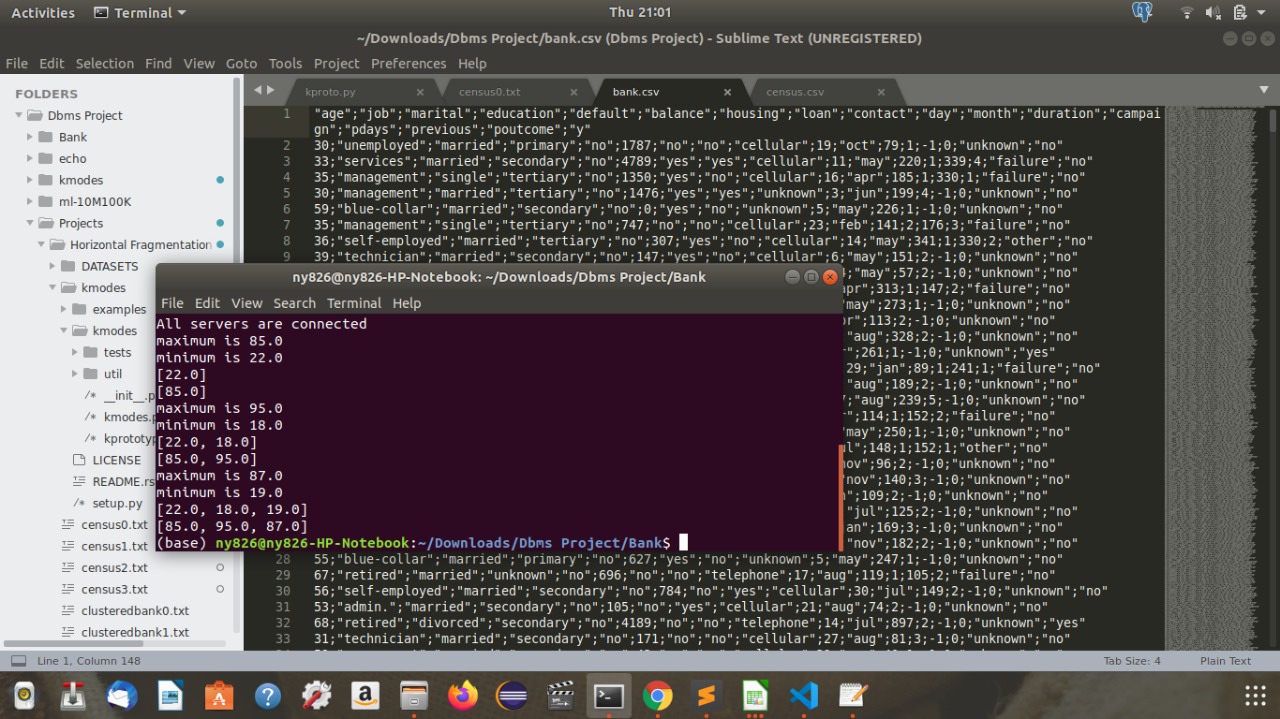 Activities Terminal Thu 21:01
~/Downloads/Dbms Project/bank.csv (Dbms Project) - Sublime Text (UNREGISTERED)
File Edit Selection Find View Goto Tools Project Preferences Help
FOLDERS
Dbms Project
Bank
echo
kmodes
ml-10M100K
Projects
Horizontal Fragmentation
DATASETS
kmodes
examples
kmodes
tests
util
/* __init__.p
/* kmodes.p
/* kprototyp
LICENSE
README.rs
/* setup.py
census0.txt
census1.txt
census2.txt
census3.txt
clusteredbank0.txt
clusteredbank1.txt
kproto.py census0.txt bank.csv census.csv
1 "age";"job";"marital";"education";"default";"balance";"housing";"loan";"contact";"day";"month";"duration";"campai
gn";"pdays";"previous";"poutcome";"y"
2 30;"unemployed";"married";"primary";"no";1787;"no";"no";"cellular";19;"oct";79;1;-1;0;"unknown";"no"
3 33;"services";"married";"secondary";"no";4789;"yes";"yes";"cellular";11;"may";220;1;339;4;"failure";"no"
4 35;"management";"single";"tertiary";"no";1350;"yes";"no";"cellular";16;"apr";185;1;330;1;"failure";"no"
5 30;"management";"married";"tertiary";"no";1476;"yes";"yes";"unknown";3;"jun";199;4;-1;0;"unknown";"no"
6 59;"blue-collar";"married";"secondary";"no";0;"yes";"no";"unknown";5;"may";226;1;-1;0;"unknown";"no"
7 35;"management";"single";"tertiary";"no";747;"no";"no";"cellular";23;"feb";141;2;176;3;"failure";"no"
8 36;"self-employed";"married";"tertiary";"no";307;"yes";"no";"cellular";14;"may";341;1;330;2;"other";"no"
9 39;"technician";"married";"secondary";"no";147;"yes";"no";"cellular";6;"may";151;2;-1;0;"unknown";"no"
4;"may";57;2;-1;0;"unknown";"no"
apr";313;1;147;2;"failure";"no"
"may";273;1;-1;0;"unknown";"no"
r";113;2;-1;0;"unknown";"no"
"aug";328;2;-1;0;"unknown";"no"
";261;1;-1;0;"unknown";"yes"
29;"jan";89;1;241;1;"failure";"no"
"aug";189;2;-1;0;"unknown";"no"
;"aug";239;5;-1;0;"unknown";"no"
";114;1;152;2;"failure";"no"
may";250;1;-1;0;"unknown";"no"
ul";148;1;152;1;"other";"no"
nov";96;2;-1;0;"unknown";"no"
"nov";140;3;-1;0;"unknown";"no"
n";109;2;-1;0;"unknown";"no"
"jul";125;2;-1;0;"unknown";"no"
an";169;3;-1;0;"unknown";"no"
"nov";182;2;-1;0;"unknown";"no"
28 55;"blue-collar";"married";"primary";"no";627;"yes";"no";"unknown";5;"may";247;1;-1;0;"unknown";"no"
29 67;"retired";"married";"unknown";"no";696;"no";"no";"telephone";17;"aug";119;1;105;2;"failure";"no"
30 56;"self-employed";"married";"secondary";"no";784;"no";"yes";"cellular";30;"jul";149;2;-1;0;"unknown";"no"
31 53;"admin.";"married";"secondary";"no";105;"no";"yes";"cellular";21;"aug";74;2;-1;0;"unknown";"no"
32 68;"retired";"divorced";"secondary";"no";4189;"no";"no";"telephone";14;"jul";897;2;-1;0;"unknown";"yes"
33 31;"technician";"married";"secondary";"no";171;"no";"no";"cellular";27;"aug";81;3;-1;0;"unknown";"no"
ny826@ny826-HP-Notebook: ~/Downloads/Dbms Project/Bank
File Edit View Search Terminal Help
All servers are connected
maximum is 85.0
minimum is 22.0
[22.0]
[85.0]
maximum is 95.0
minimum is 18.0
[22.0, 18.0]
[85.0, 95.0]
maximum is 87.0
minimum is 19.0
[22.0, 18.0, 19.0]
[85.0, 95.0, 87.0]
(base) ny826@ny826-HP-Notebook:~/Downloads/Dbms Project/Bank$
Line 1, Column 148 Tab Size: 4 Plain Text